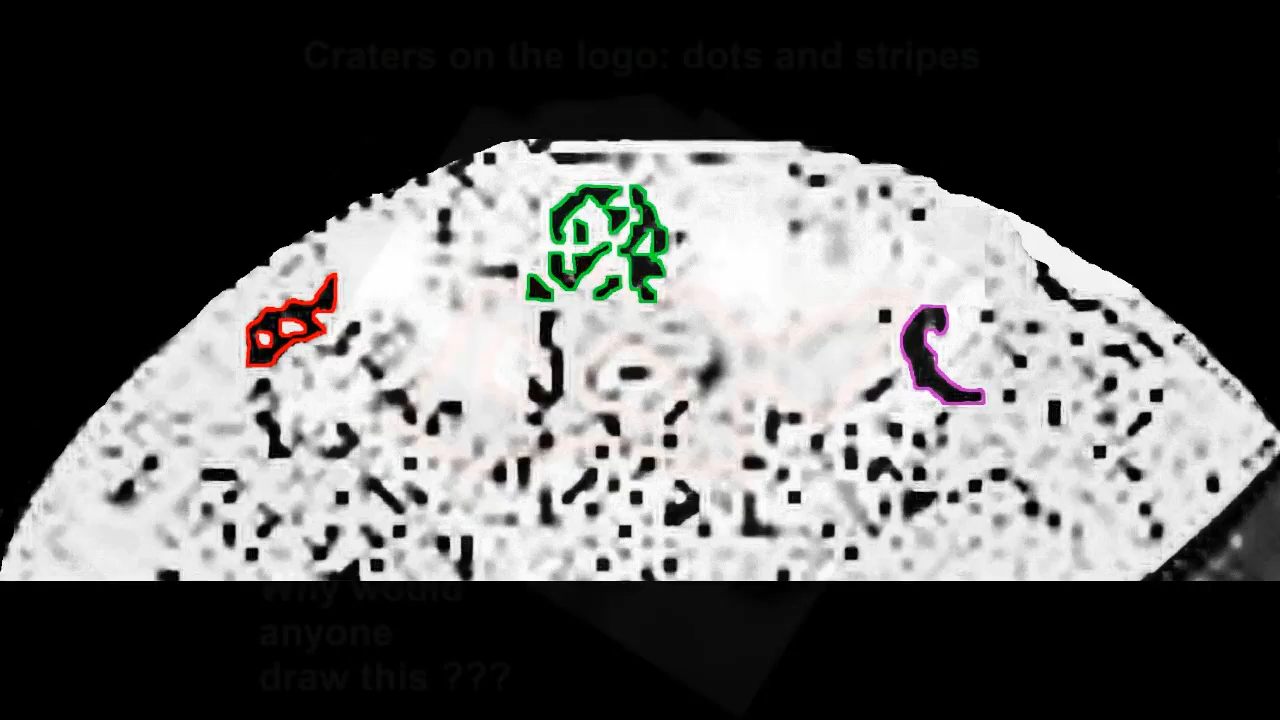 Craters on the logo: dots and stripes
Why would
anyone
draw this ???